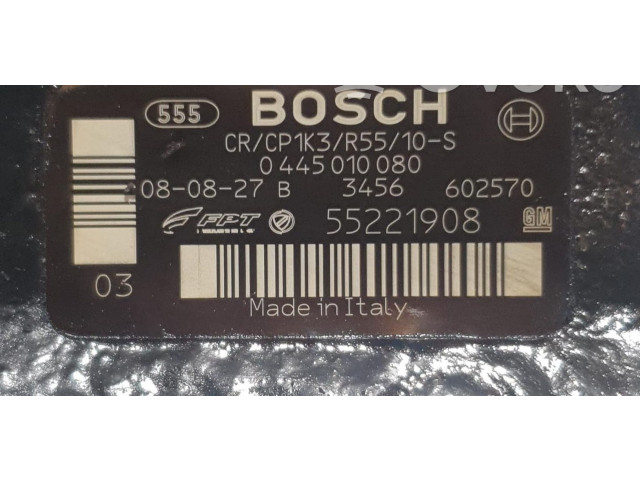 555 BOSCH
CR/CP1K3/R55/10-S
0 445 010 080
08-08-27 B 3456 602570
FPT 55221908 GM
03
Made in Italy